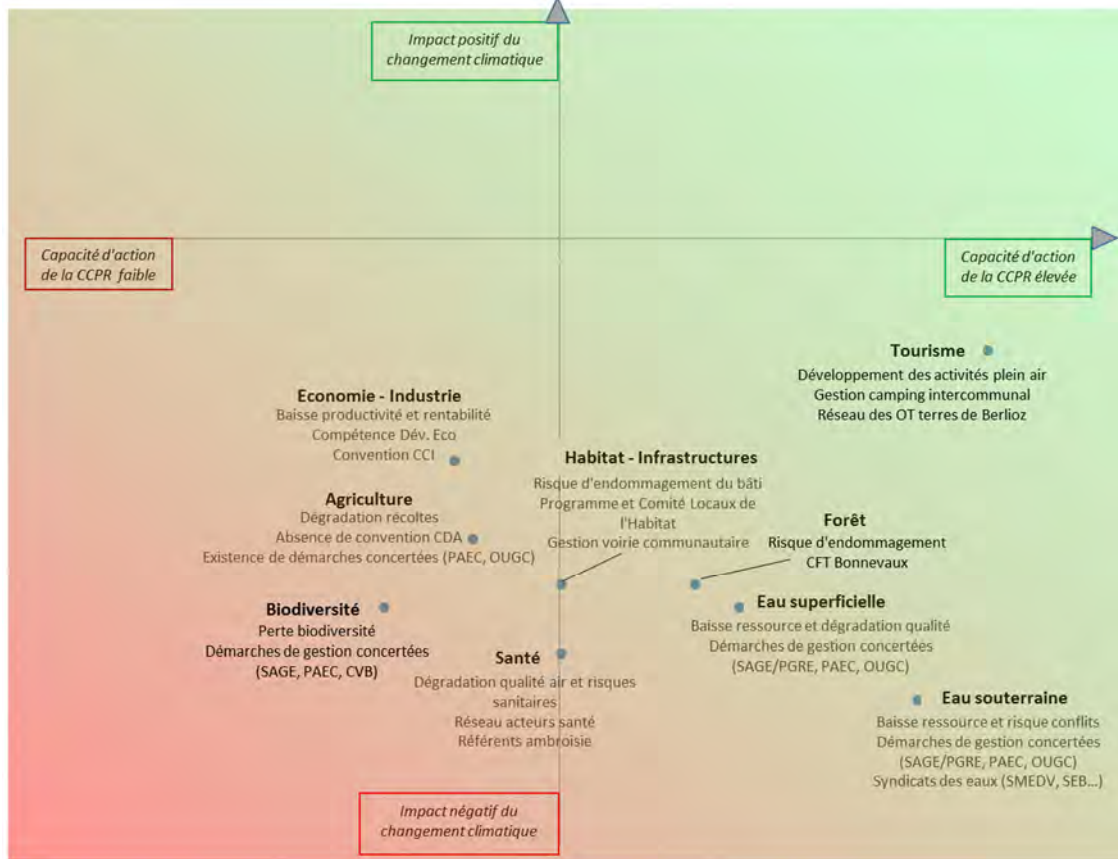 Impact positif du
changement climatique
Capacité d'action
de la CCPR faible
Capacité d'action
de la CCPR élevée
Tourisme
Développement des activités plein air
Gestion camping intercommunal
Réseau des OT terres de Berlioz
Economie - Industrie
Baisse productivité et rentabilité
Compétence Dév. Eco
Convention CCI
Habitat - Infrastructures
Risque d'endommagement du bâti
Programme et Comité Locaux de
l'Habitat
Gestion voirie communautaire
Agriculture
Dégradation récoltes
Absence de convention CDA
Existence de démarches concertées (PAEC, OUGC)
Forêt
Risque d'endommagement
CFT Bonnevaux
Biodiversité
Perte biodiversité
Démarches de gestion concertées
(SAGE, PAEC, CVB)
Eau superficielle
Baisse ressource et dégradation qualité
Démarches de gestion concertées
(SAGE/PGRE, PAEC, OUGC)
Santé
Dégradation qualité air et risques
sanitaires
Réseau acteurs santé
Référents ambroisie
Eau souterraine
Baisse ressource et risque conflits
Démarches de gestion concertées
(SAGE/PGRE, PAEC, OUGC)
Syndicats des eaux (SMEDV, SEB...)
Impact négatif du
changement climatique